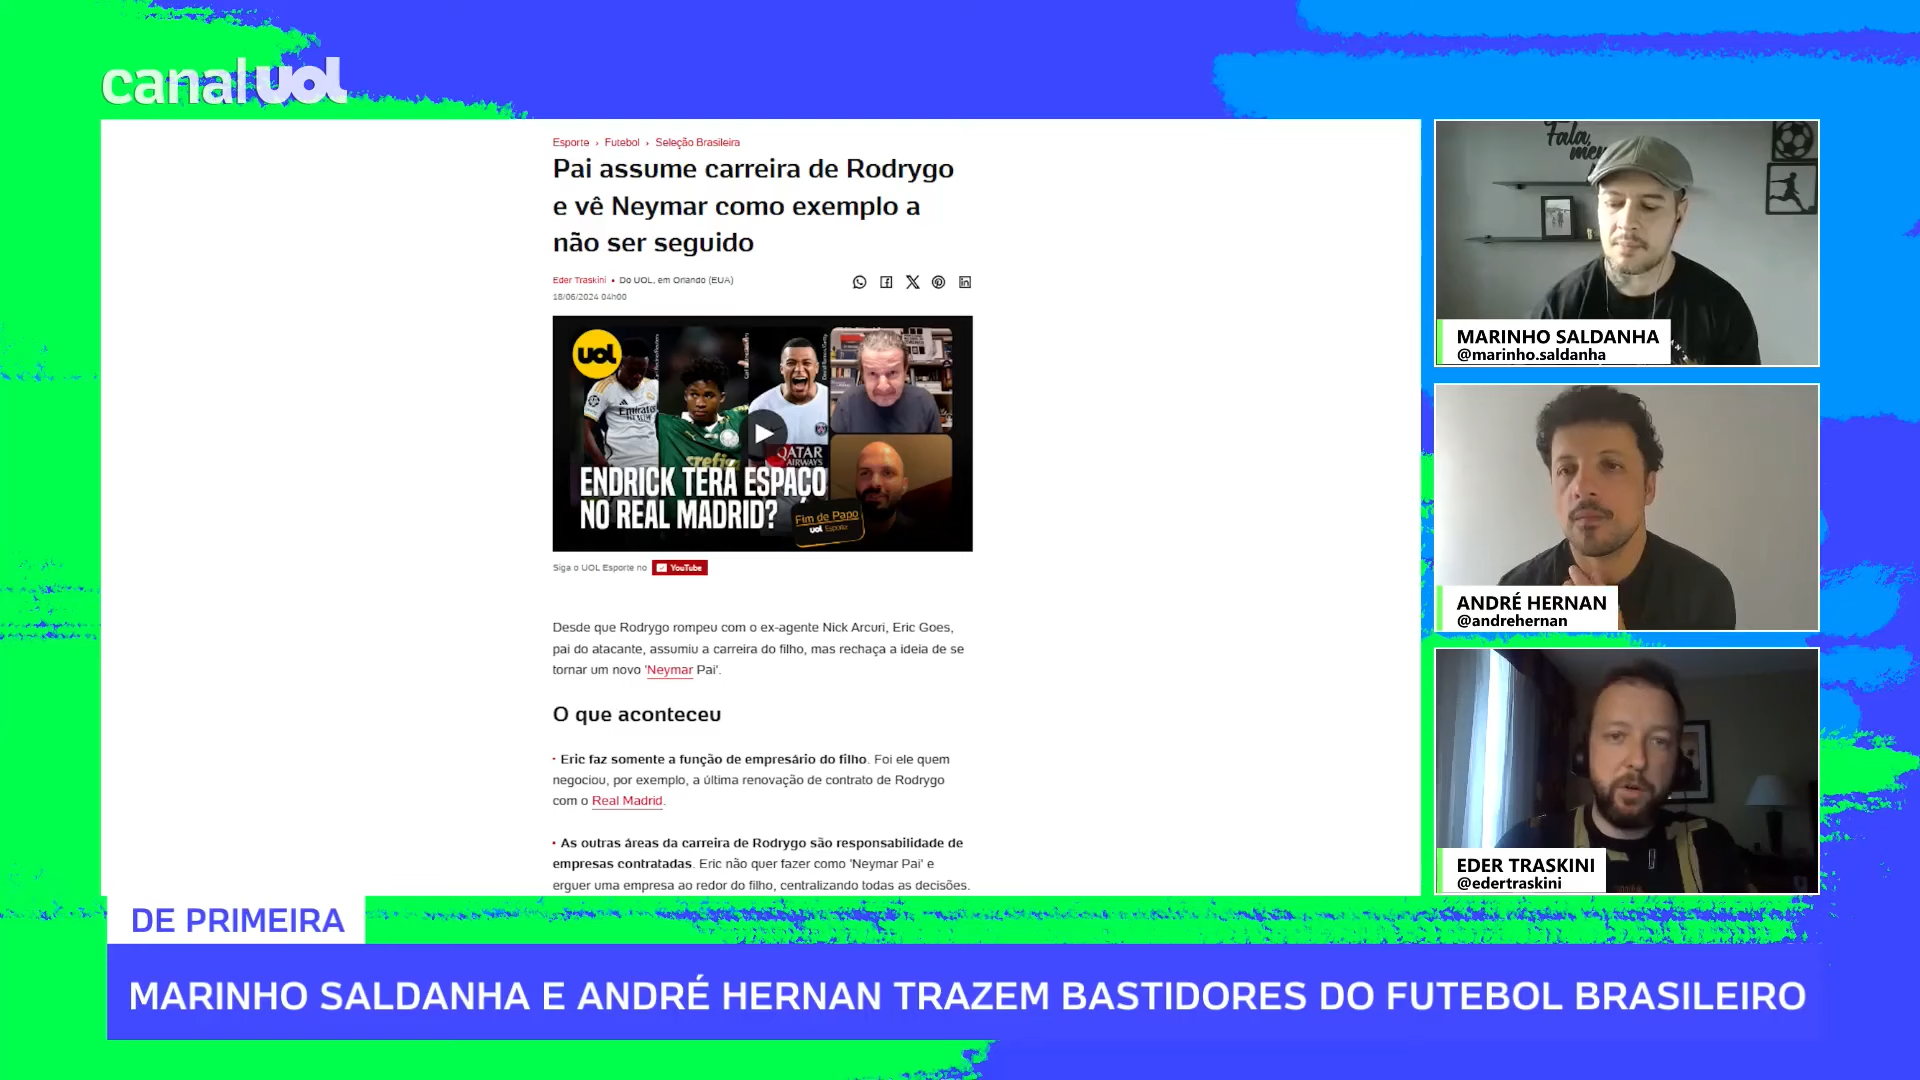 canal uol
Esporte › Futebol › Seleção Brasileira
Pai assume carreira de Rodrygo
e vê Neymar como exemplo a
não ser seguido
Eder Traskini • Do UOL, em Orlando (EUA)
18/06/2024 04h00
uol
Emirates
crefisa
QATAR
AIRWAYS
ENDRICK TERÁ ESPAÇO
NO REAL MADRID?
Fim de Papo
uol Esporte
Siga o UOL Esporte no YouTube
Desde que Rodrygo rompeu com o ex-agente Nick Arcuri, Eric Goes,
pai do atacante, assumiu a carreira do filho, mas rechaça a ideia de se
tornar um novo 'Neymar Pai'.
O que aconteceu
· Eric faz somente a função de empresário do filho. Foi ele quem
negociou, por exemplo, a última renovação de contrato de Rodrygo
com o Real Madrid.
· As outras áreas da carreira de Rodrygo são responsabilidade de
empresas contratadas. Eric não quer fazer como 'Neymar Pai' e
erguer uma empresa ao redor do filho, centralizando todas as decisões.
Fala,
MARINHO SALDANHA
@marinho.saldanha
ANDRÉ HERNAN
@andrehernan
EDER TRASKINI
@edertraskini
DE PRIMEIRA
MARINHO SALDANHA E ANDRÉ HERNAN TRAZEM BASTIDORES DO FUTEBOL BRASILEIRO